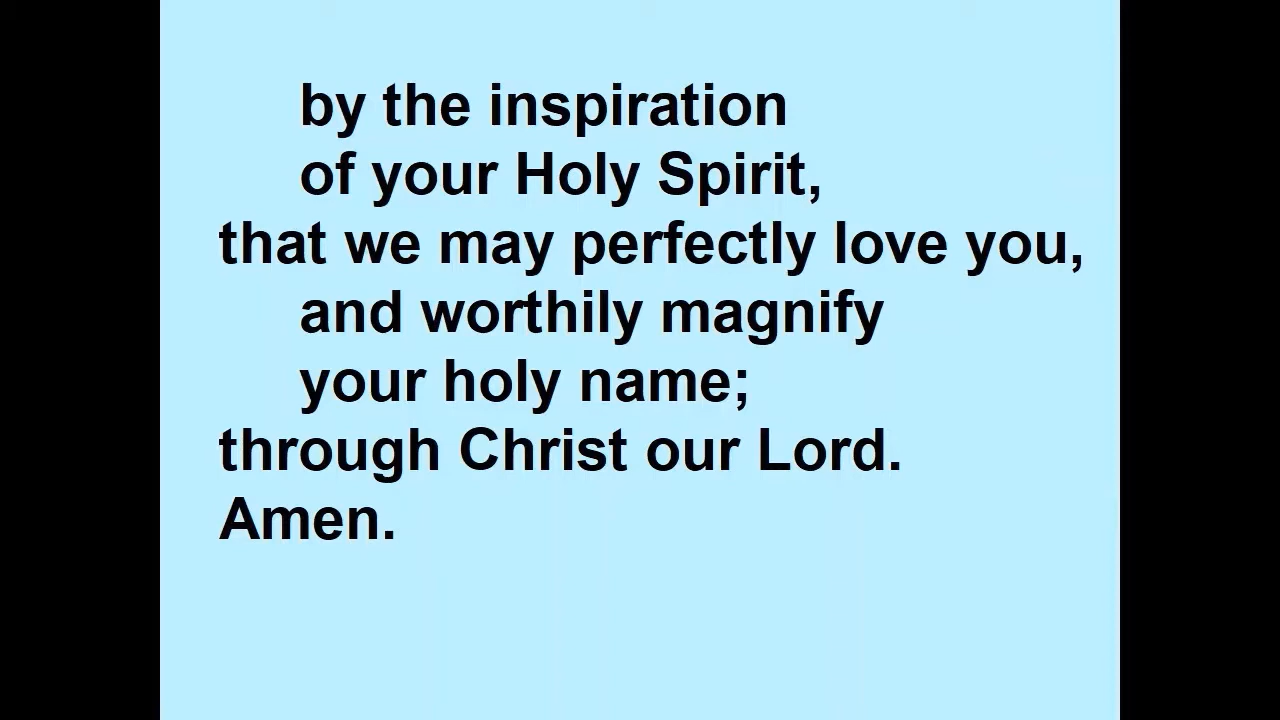 by the inspiration
of your Holy Spirit,
that we may perfectly love you,
and worthily magnify
your holy name;
through Christ our Lord.
Amen.